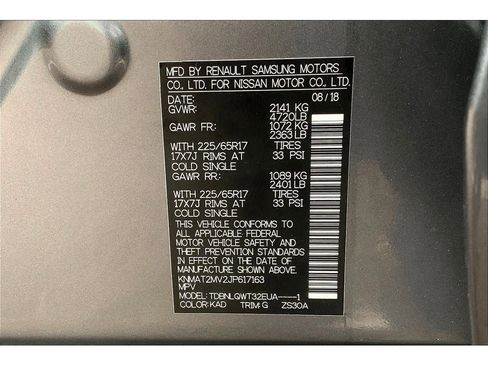 MFD BY RENAULT SAMSUNG MOTORS
CO., LTD. FOR NISSAN MOTOR CO., LTD.
DATE: 08/18
GVWR: 2141 KG
4720LB
GAWR FR: 1072 KG
2363LB
WITH 225/65R17 TIRES
17X7J RIMS AT 33 PSI
COLD SINGLE
GAWR RR: 1089 KG
2401LB
WITH 225/65R17 TIRES
17X7J RIMS AT 33 PSI
COLD SINGLE
THIS VEHICLE CONFORMS TO
ALL APPLICABLE FEDERAL
MOTOR VEHICLE SAFETY AND
THEFT PREVENTION STANDARDS
IN EFFECT ON THE DATE OF
MANUFACTURE SHOWN ABOVE.
KNMAT2MV2JP617163
MPV
MODEL: TDBNLQWT32EUA----1
COLOR: KAD TRIM: G ZS30A